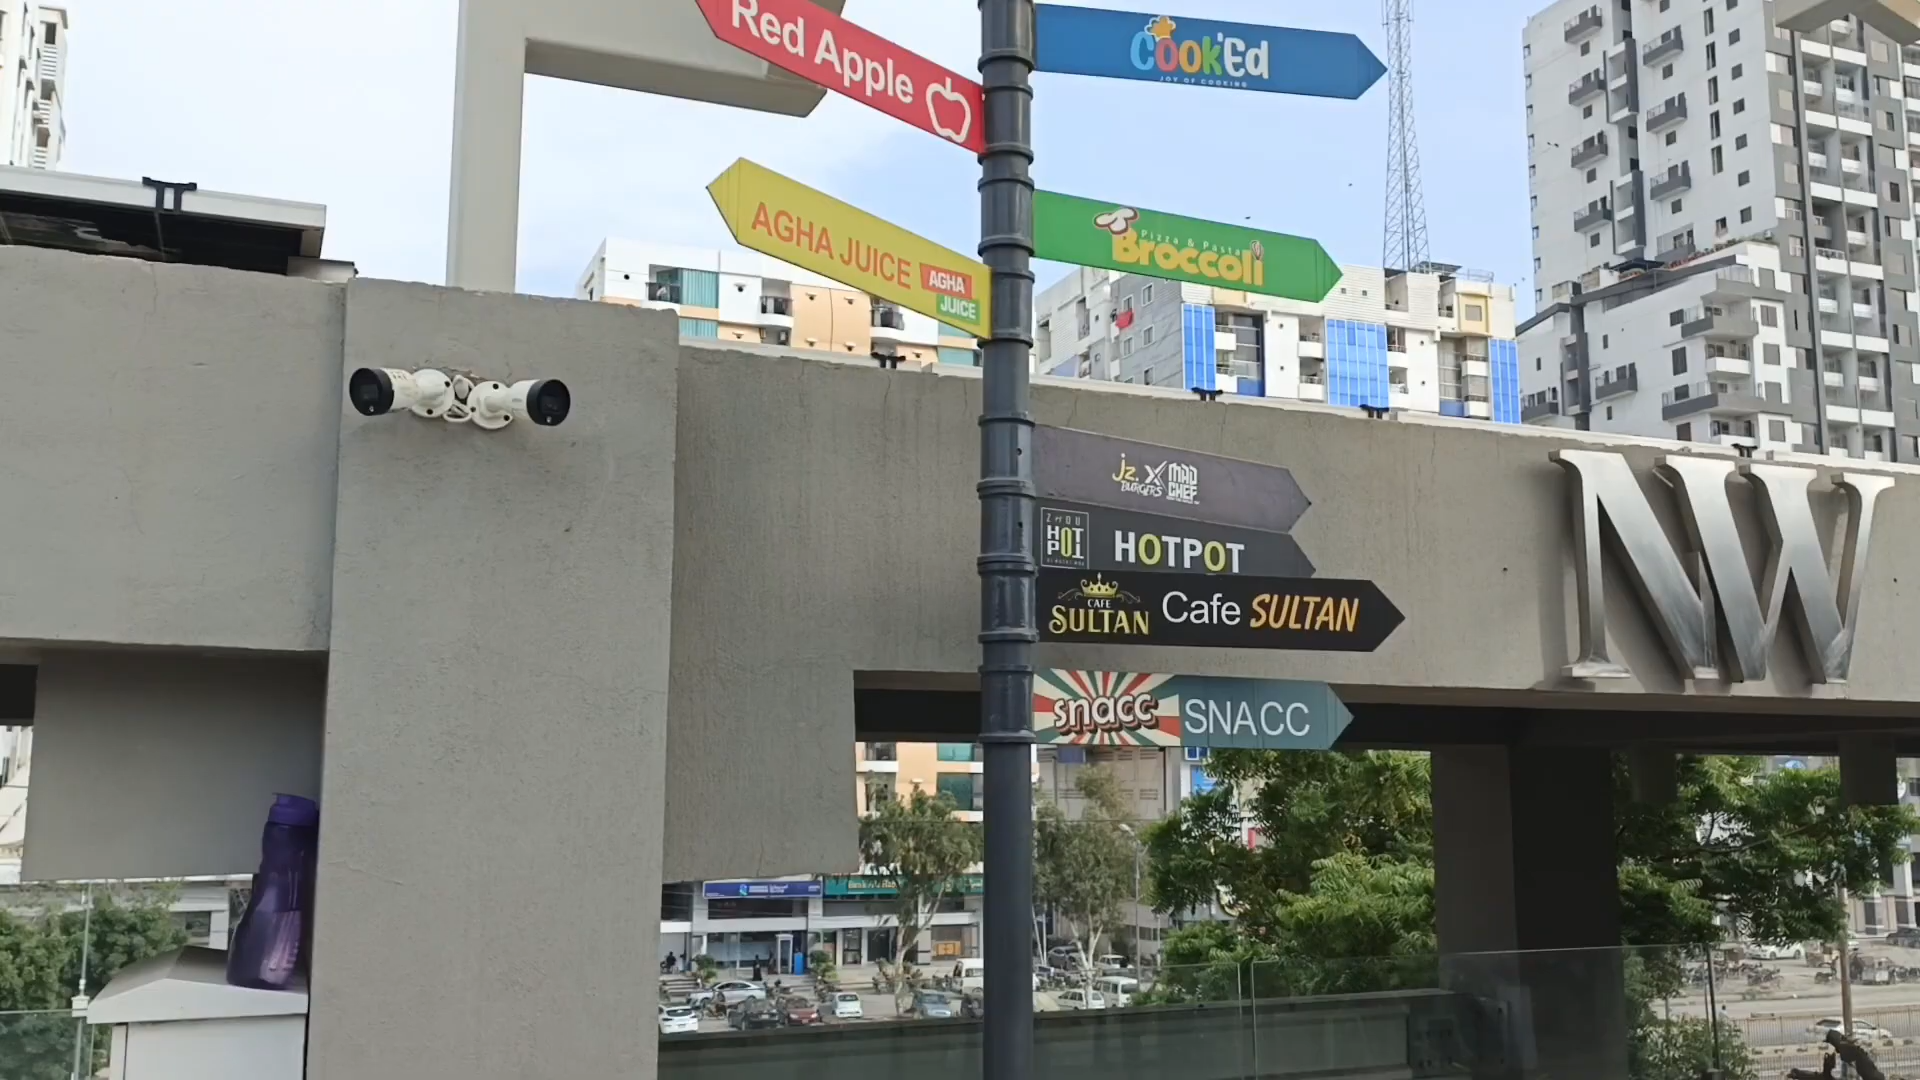 Red Apple
COOK'Ed
JOY OF COOKING
AGHA JUICE
AGHA
JUICE
Pizza & Pasta
Broccoli
jz.
BURGERS
X
MAD
CHEF
HOT
POT
HOTPOT
CAFE
SULTAN
Cafe SULTAN
snacc
SNACC
NW